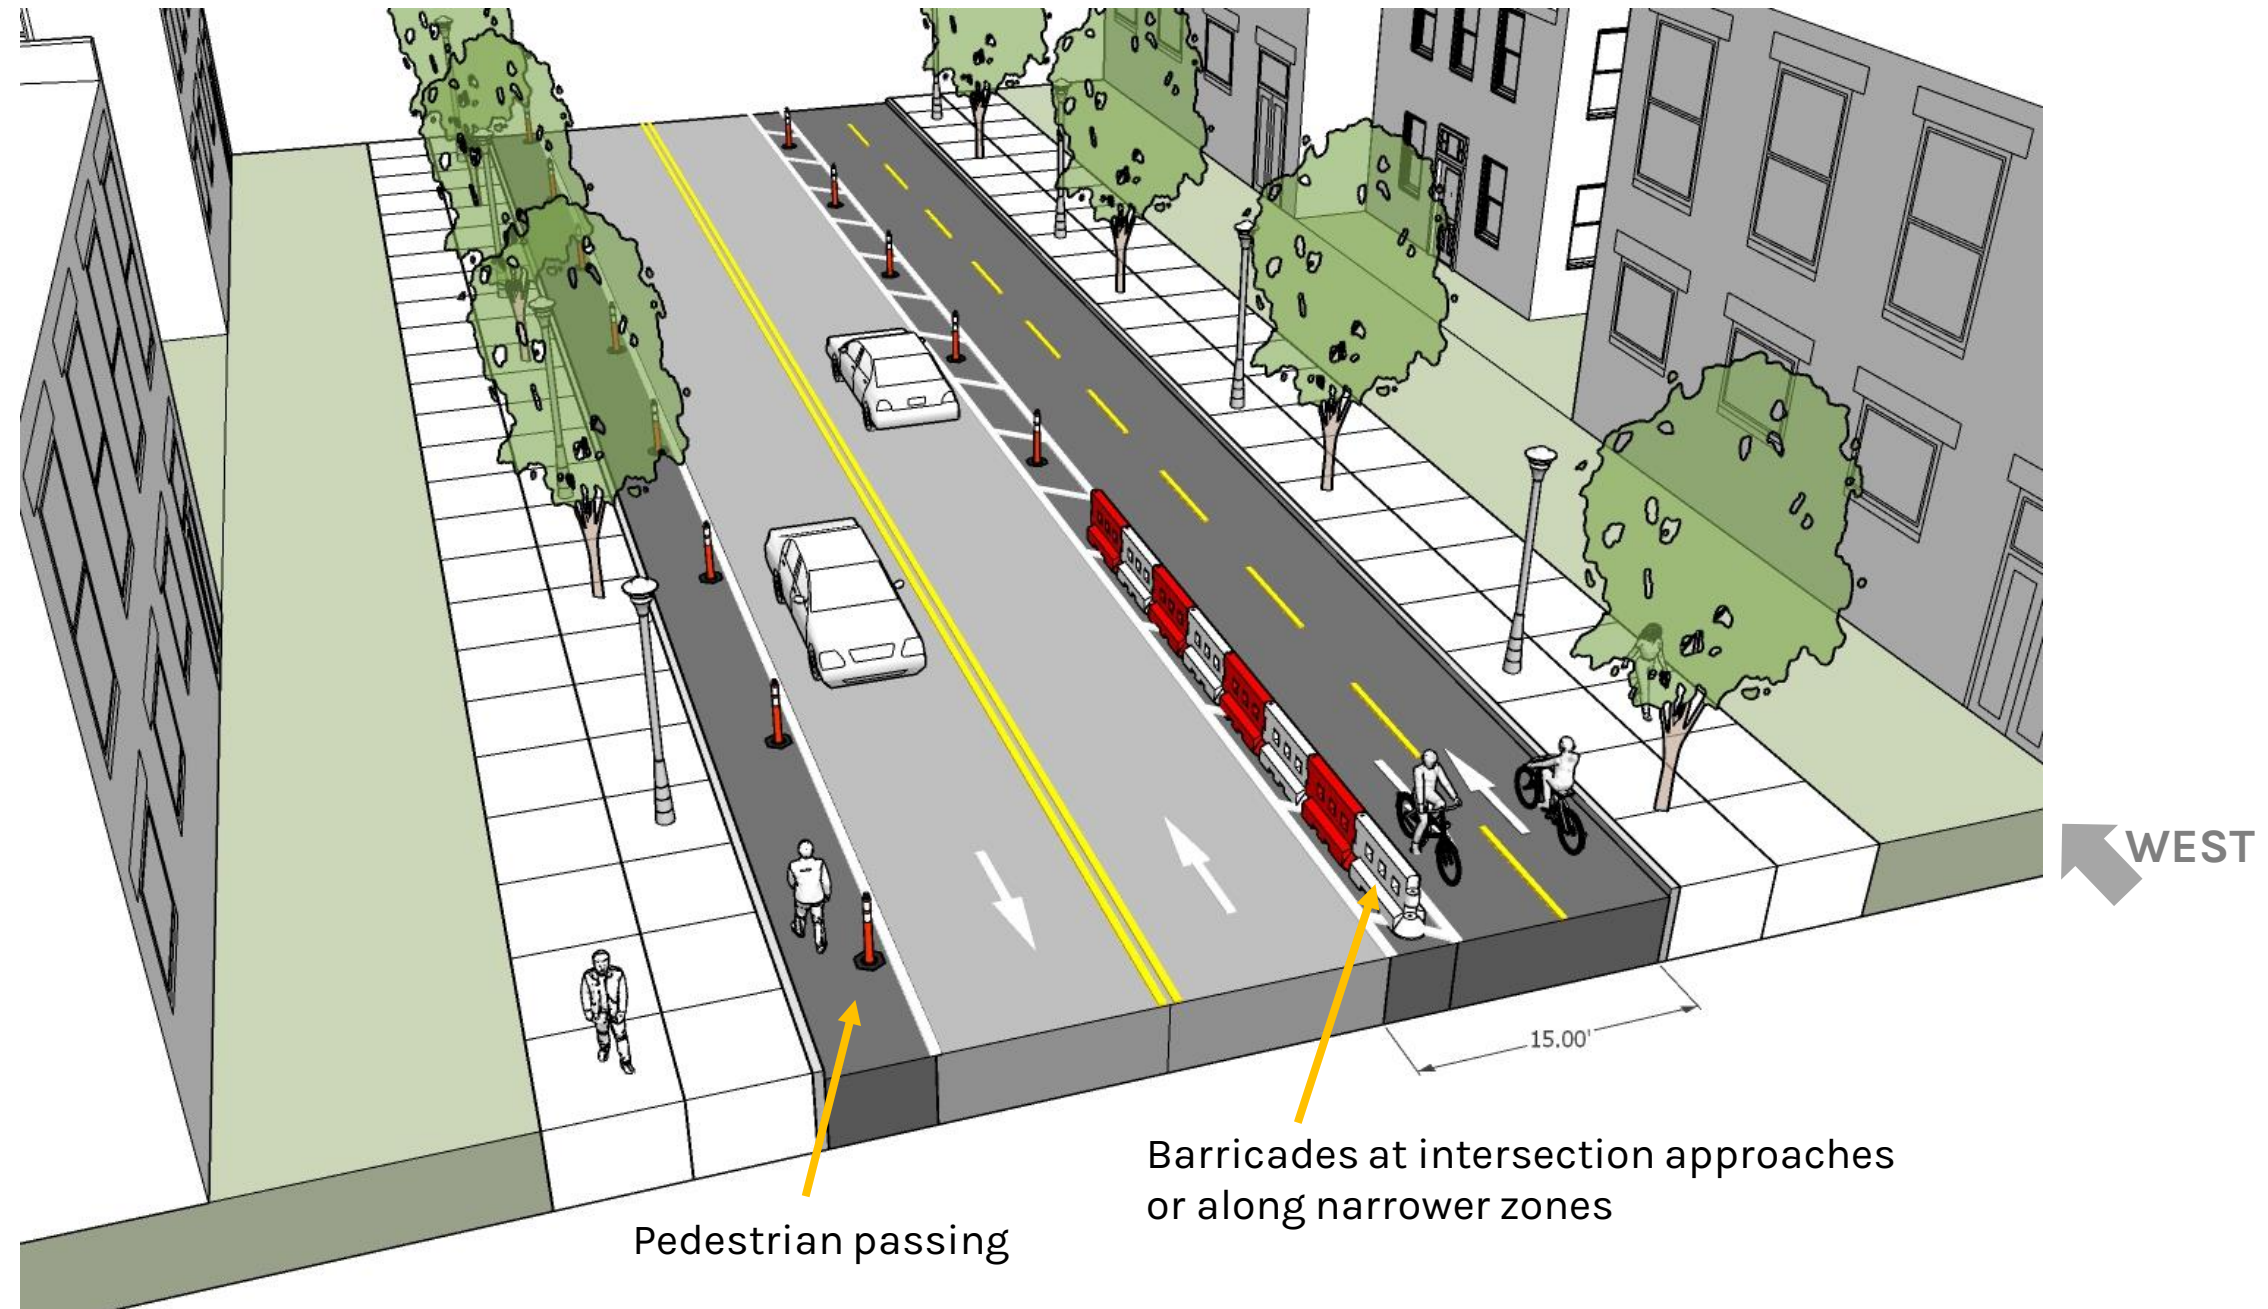 WEST
15.00'
Barricades at intersection approaches
or along narrower zones
Pedestrian passing